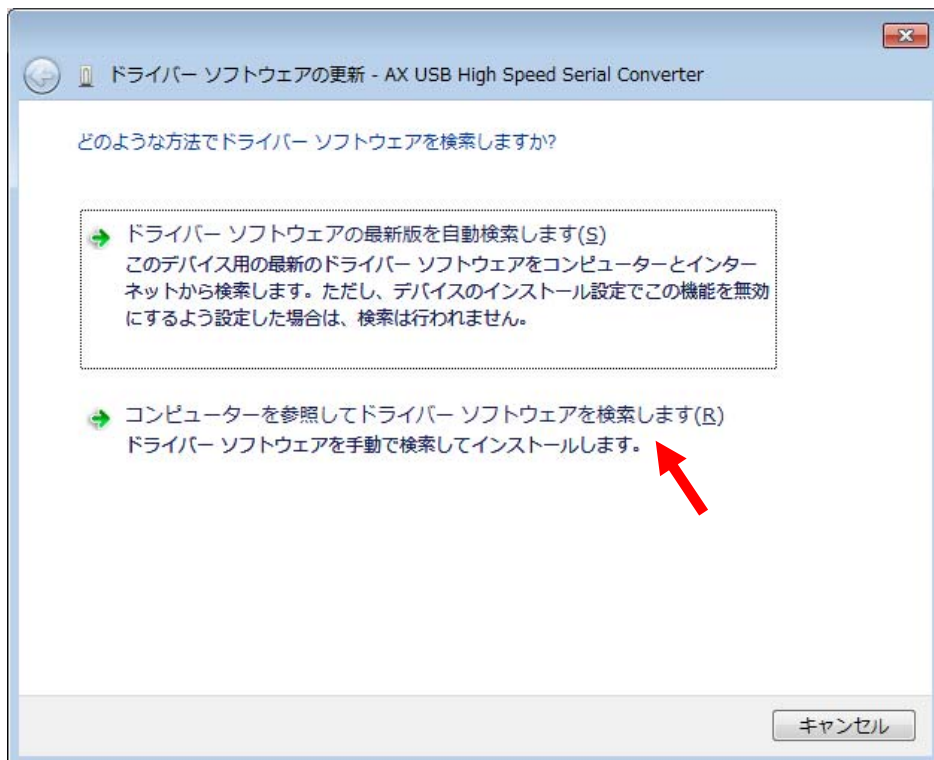 ドライバー ソフトウェアの更新 - AX USB High Speed Serial Converter
どのような方法でドライバー ソフトウェアを検索しますか?
ドライバー ソフトウェアの最新版を自動検索します(S)
このデバイス用の最新のドライバー ソフトウェアをコンピューターとインター
ネットから検索します。ただし、デバイスのインストール設定でこの機能を無効
にするよう設定した場合は、検索は行われません。
コンピューターを参照してドライバー ソフトウェアを検索します(R)
ドライバー ソフトウェアを手動で検索してインストールします。
キャンセル